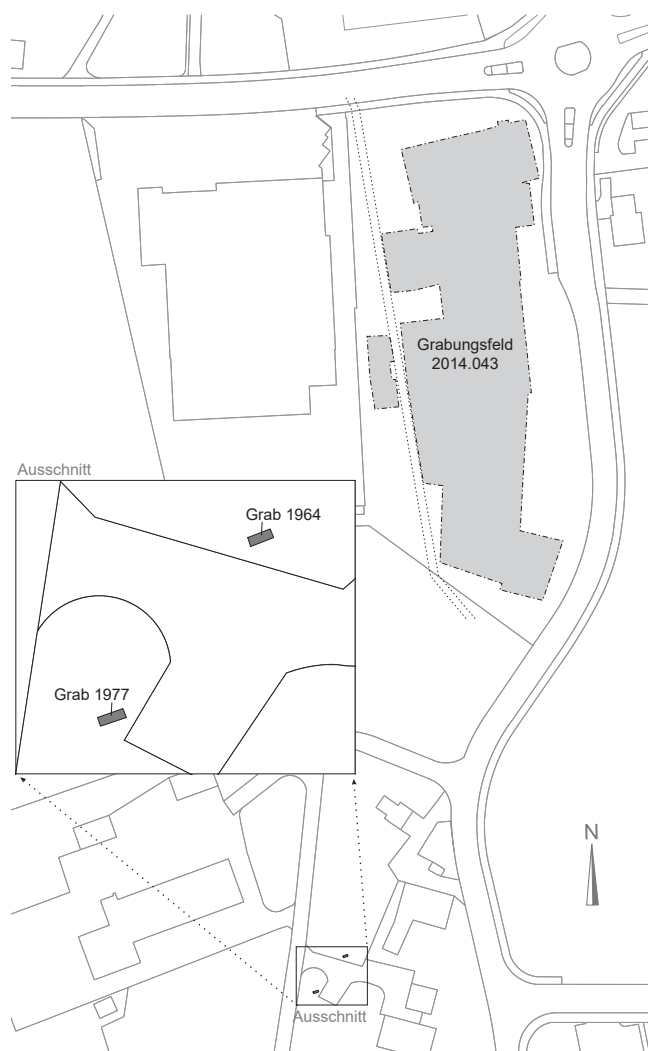 Grabungsfeld
2014.043
Ausschnitt
Grab 1964
Grab 1977
N
Ausschnitt